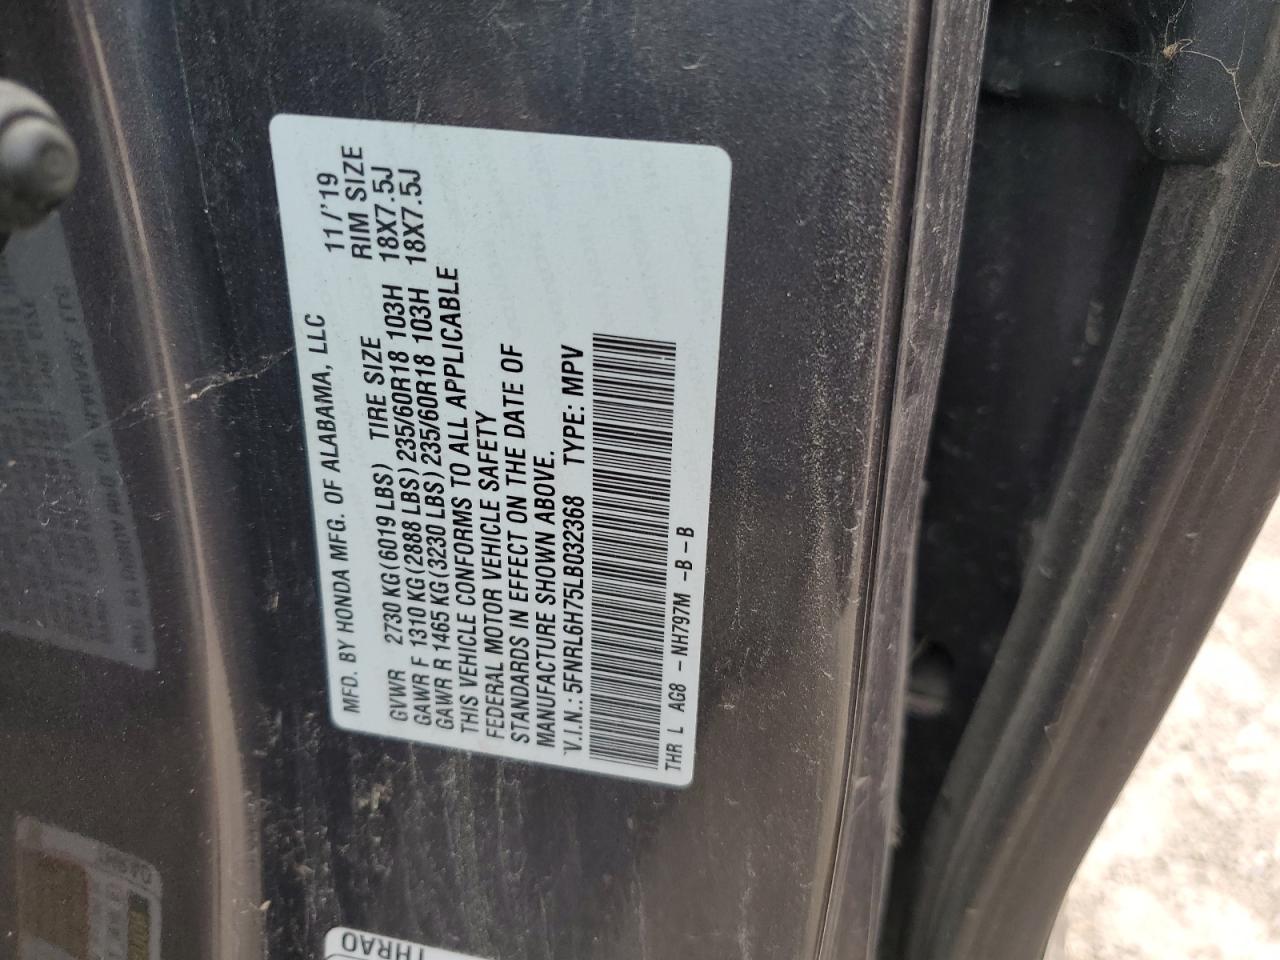 MFD. BY HONDA MFG. OF ALABAMA, LLC 11/'19
TIRE SIZE RIM SIZE
GVWR 2730 KG (6019 LBS)
GAWR F 1310 KG (2888 LBS) 235/60R18 103H 18X7.5J
GAWR R 1465 KG (3230 LBS) 235/60R18 103H 18X7.5J
THIS VEHICLE CONFORMS TO ALL APPLICABLE
FEDERAL MOTOR VEHICLE SAFETY
STANDARDS IN EFFECT ON THE DATE OF
MANUFACTURE SHOWN ABOVE.
V.I.N.: 5FNRL6H75LB032368 TYPE: MPV
THR L AG8 -NH797M -B-B
THRAO